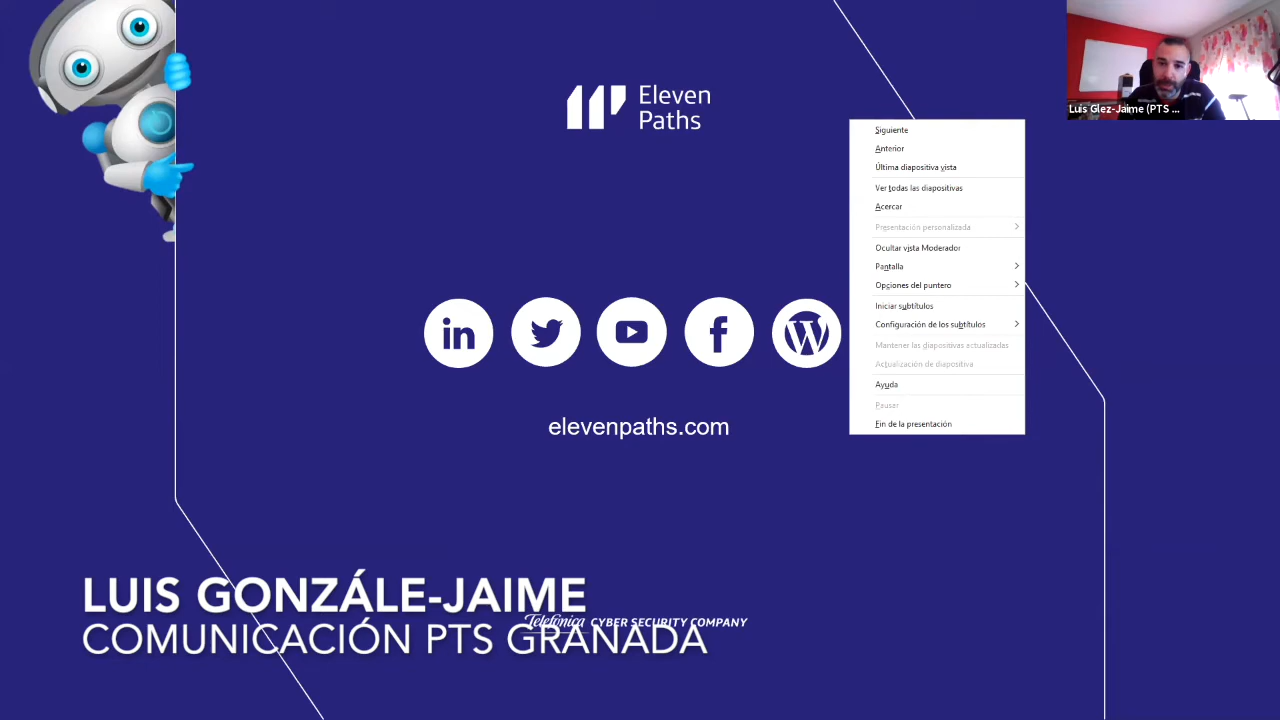 Eleven
Paths
Luis Glez-Jaime (PTS ...
Siguiente
Anterior
Última diapositiva vista
Ver todas las diapositivas
Acercar
Presentación personalizada
Ocultar vista Moderador
Pantalla
Opciones del puntero
Iniciar subtítulos
Configuración de los subtítulos
Mantener las diapositivas actualizadas
Actualización de diapositiva
Ayuda
Pausar
Fin de la presentación
in
elevenpaths.com
LUIS GONZÁLE-JAIME
Telefónica CYBER SECURITY COMPANY
COMUNICACIÓN PTS GRANADA